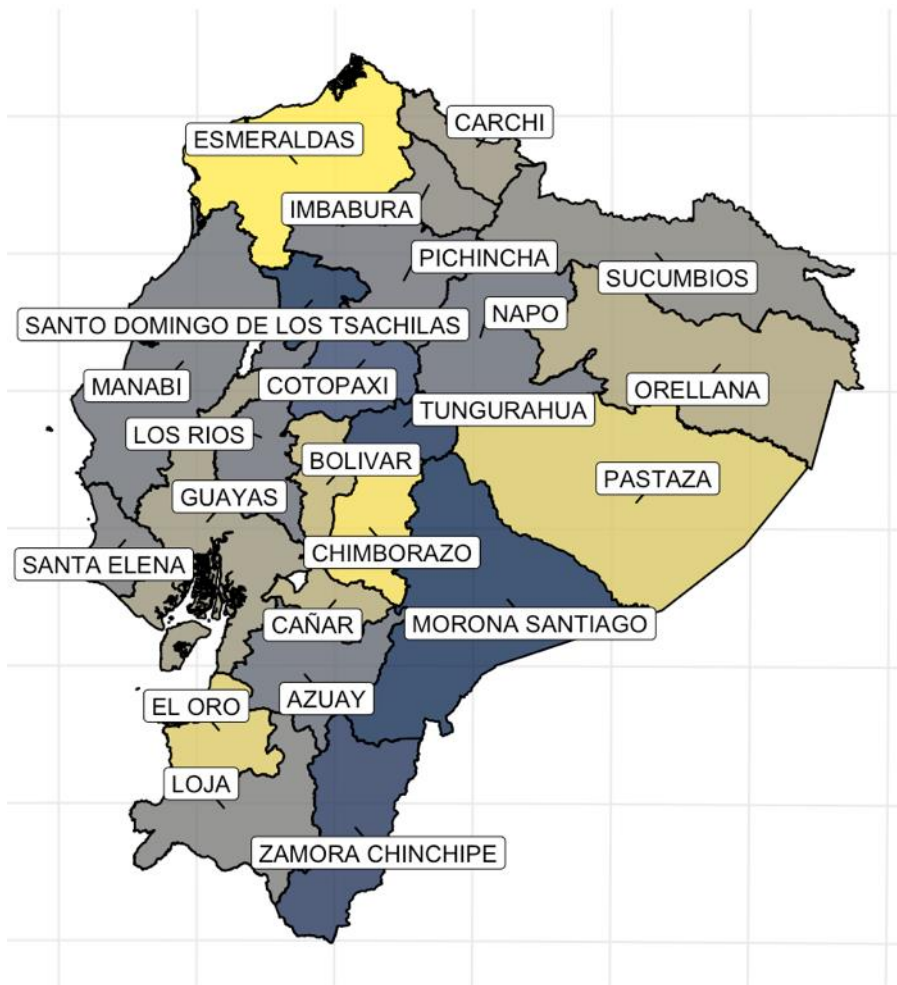 CARCHI
ESMERALDAS
IMBABURA
PICHINCHA
SUCUMBIOS
NAPO
SANTO DOMINGO DE LOS TSACHILAS
MANABI
COTOPAXI
ORELLANA
TUNGURAHUA
LOS RIOS
BOLIVAR
PASTAZA
GUAYAS
CHIMBORAZO
SANTA ELENA
CAÑAR
MORONA SANTIAGO
AZUAY
EL ORO
LOJA
ZAMORA CHINCHIPE